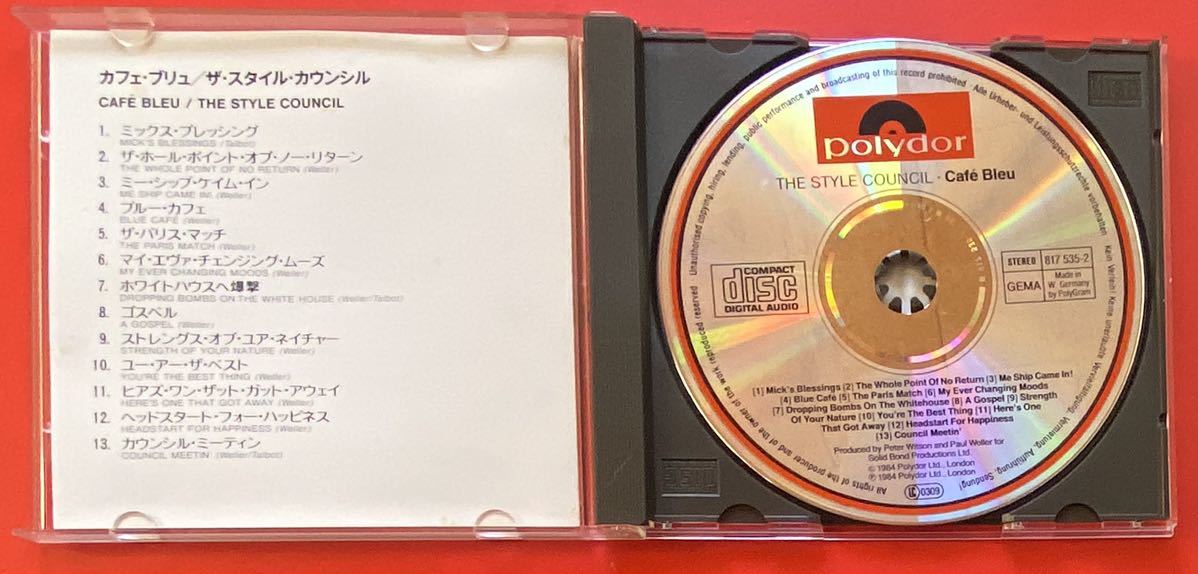 カフェ・ブリュ／ザ・スタイル・カウンシル
CAFÉ BLEU / THE STYLE COUNCIL
1. ミックス・ブレッシング
MICK'S BLESSINGS (Talbot)
2. ザ・ホール・ポイント・オブ・ノー・リターン
THE WHOLE POINT OF NO RETURN (Weller)
3. ミー・シップ・ケイム・イン
ME SHIP CAME IN! (Weller)
4. ブルー・カフェ
BLUE CAFÉ (Weller)
5. ザ・パリス・マッチ
THE PARIS MATCH (Weller)
6. マイ・エヴァ・チェンジング・ムーズ
MY EVER CHANGING MOODS (Weller)
7. ホワイトハウスへ爆撃
DROPPING BOMBS ON THE WHITE HOUSE (Weller/Talbot)
8. ゴスペル
A GOSPEL (Weller)
9. ストレングス・オブ・ユア・ネイチャー
STRENGTH OF YOUR NATURE (Weller)
10. ユー・アー・ザ・ベスト
YOU'RE THE BEST THING (Weller)
11. ヒアズ・ワン・ザット・ガット・アウェイ
HERE'S ONE THAT GOT AWAY (Weller)
12. ヘッドスタート・フォー・ハッピネス
HEADSTART FOR HAPPINESS (Weller)
13. カウンシル・ミーティン
COUNCIL MEETIN' (Weller/Talbot)
polydor
THE STYLE COUNCIL · Café Bleu
COMPACT
disc
DIGITAL AUDIO
STEREO 817 535-2
GEMA Made in
W. Germany
by PolyGram
[1] Mick's Blessings [2] The Whole Point Of No Return [3] Me Ship Came In!
[4] Blue Café [5] The Paris Match [6] My Ever Changing Moods
[7] Dropping Bombs On The Whitehouse [8] A Gospel [9] Strength
Of Your Nature [10] You're The Best Thing [11] Here's One
That Got Away [12] Headstart For Happiness
(13) Council Meetin'
Produced by Peter Wilson and Paul Weller for
Solid Bond Productions Ltd.
© 1984 Polydor Ltd., London
℗ 1984 Polydor Ltd., London
0309
All rights of the producer and of the owner of the work reproduced reserved · Unauthorised copying, hiring, lending, public performance and broadcasting of this record prohibited · Alle Urheber- und Leistungsschutzrechte vorbehalten · Kein Verleih! Keine unerlaubte Vervielfältigung, Vermietung, Aufführung, Sendung!